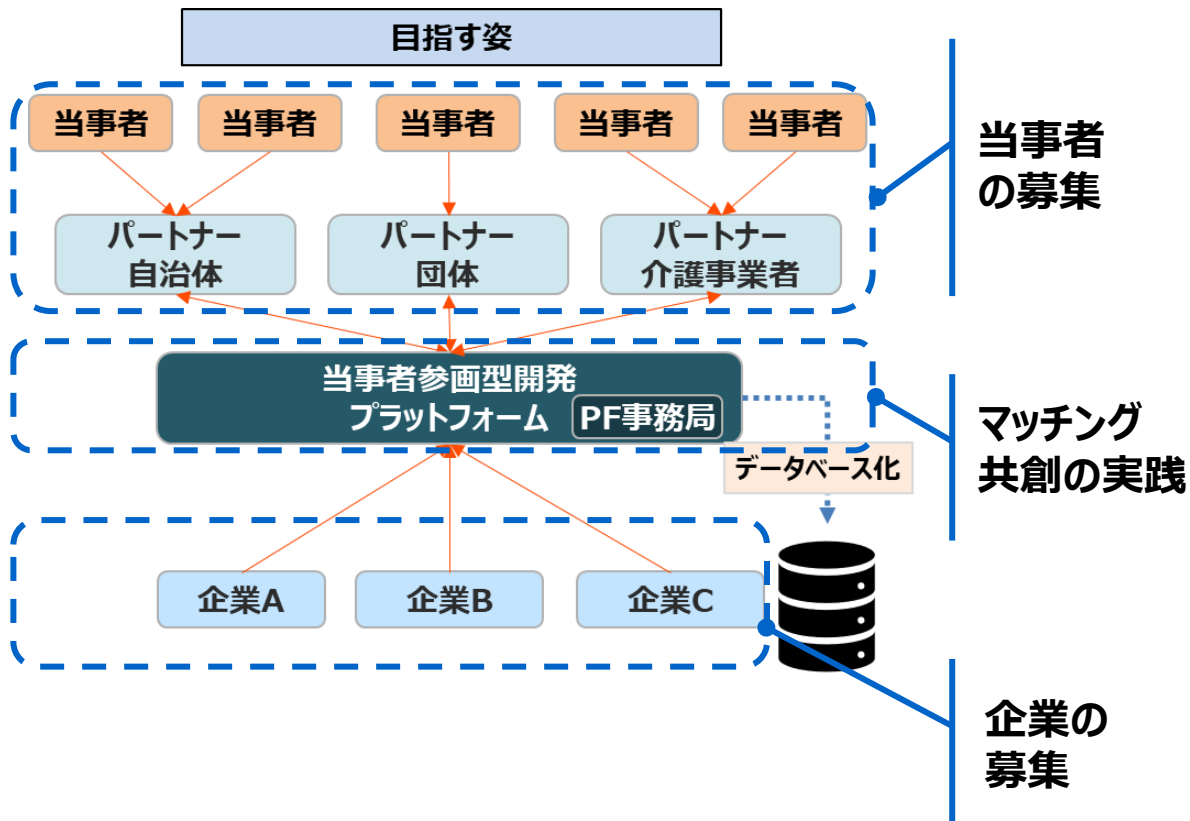 目指す姿
当事者
当事者
当事者
当事者
当事者
パートナー
自治体
パートナー
団体
パートナー
介護事業者
当事者
の募集
当事者参画型開発
プラットフォーム
PF事務局
データベース化
マッチング
共創の実践
企業A
企業B
企業C
企業の
募集